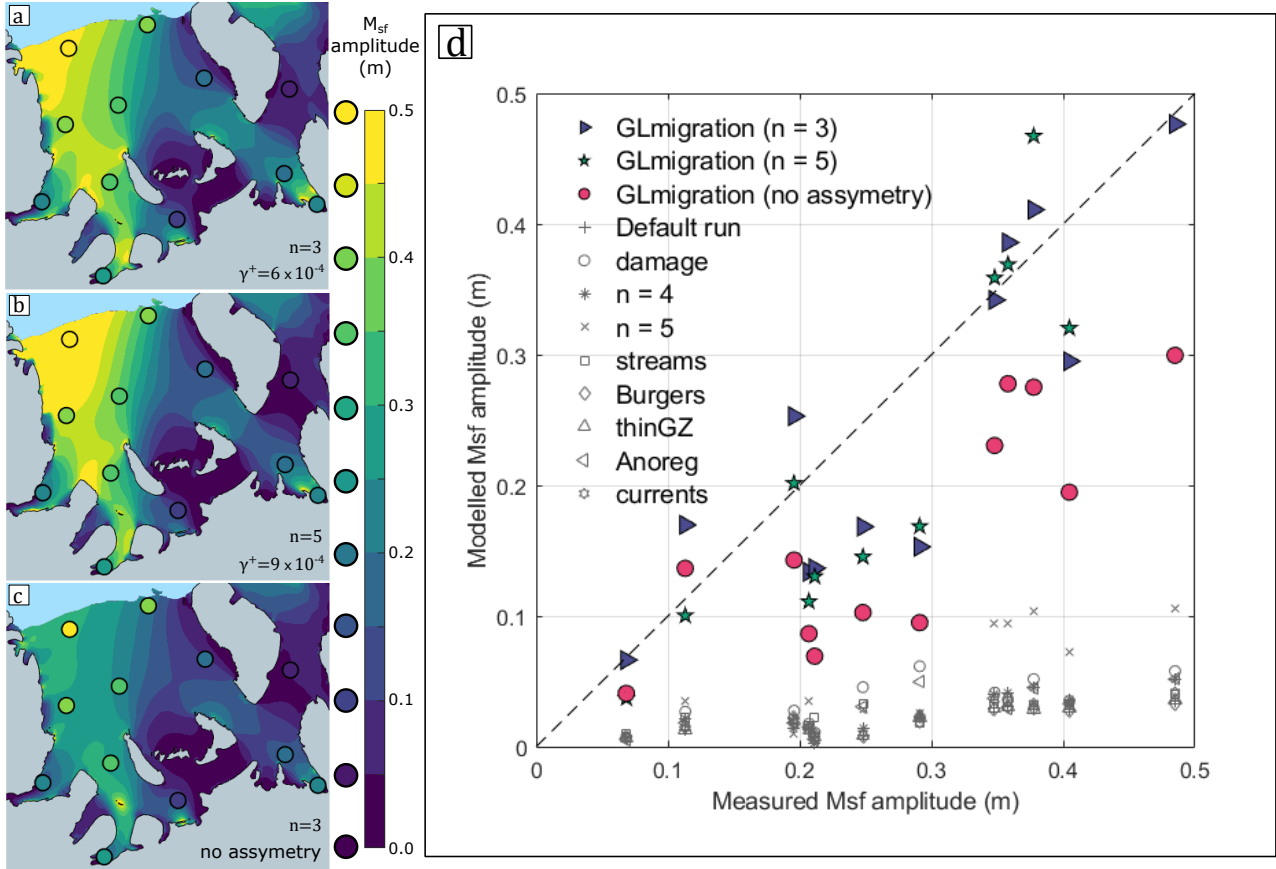 a
n=3
γ⁺=6 x 10⁻⁴
b
n=5
γ⁺=9 x 10⁻⁴
c
n=3
no assymetry
Msf
amplitude
(m)
0.5
0.4
0.3
0.2
0.1
0.0
d
GLmigration (n = 3)
GLmigration (n = 5)
GLmigration (no assymetry)
Default run
damage
n = 4
n = 5
streams
Burgers
thinGZ
Anoreg
currents
Modelled Msf amplitude (m)
0.5
0.4
0.3
0.2
0.1
0
0
0.1
0.2
0.3
0.4
0.5
Measured Msf amplitude (m)